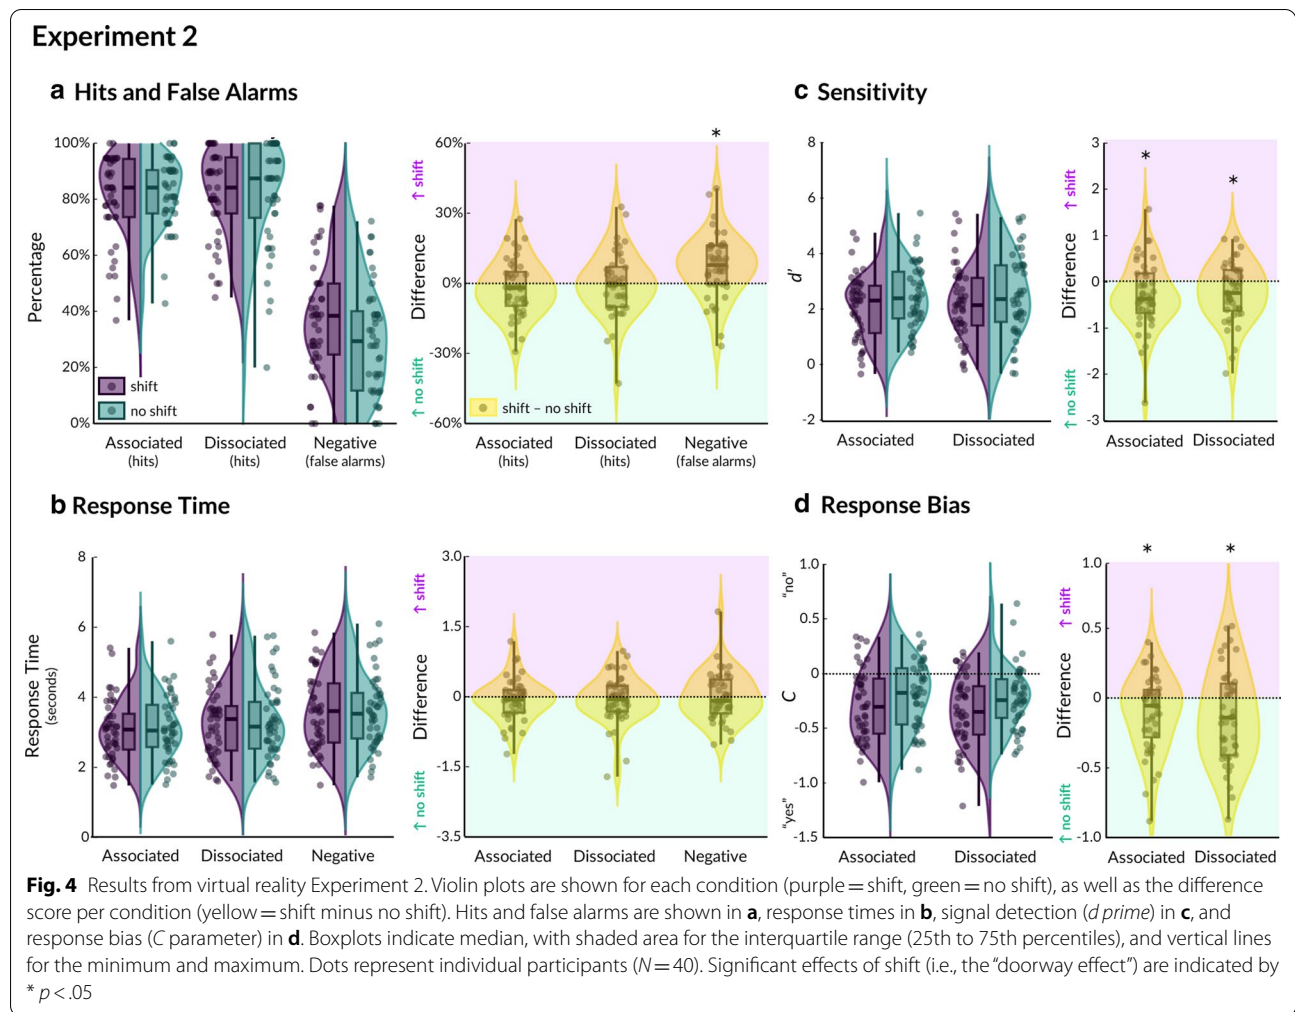 Experiment 2
a Hits and False Alarms
100%
80%
60%
40%
20%
0%
Percentage
shift
no shift
Associated
(hits)
Dissociated
(hits)
Negative
(false alarms)
60%
30%
0%
-30%
-60%
↑ shift
Difference
↑ no shift
*
shift – no shift
Associated
(hits)
Dissociated
(hits)
Negative
(false alarms)
c Sensitivity
8
6
4
2
0
-2
d'
Associated
Dissociated
3
2
1
0
-1
-2
-3
↑ shift
Difference
↑ no shift
*
*
Associated
Dissociated
b Response Time
8
6
4
2
0
Response Time
(seconds)
Associated
Dissociated
Negative
3.0
1.5
0
-1.5
-3.5
↑ shift
Difference
↑ no shift
Associated
Dissociated
Negative
d Response Bias
1.0
0.5
0
-0.5
-1.0
-1.5
"no"
C
"yes"
Associated
Dissociated
1.0
0.5
0
-0.5
-1.0
↑ shift
Difference
↑ no shift
*
*
Associated
Dissociated
Fig. 4 Results from virtual reality Experiment 2. Violin plots are shown for each condition (purple = shift, green = no shift), as well as the difference
score per condition (yellow = shift minus no shift). Hits and false alarms are shown in a, response times in b, signal detection (d prime) in c, and
response bias (C parameter) in d. Boxplots indicate median, with shaded area for the interquartile range (25th to 75th percentiles), and vertical lines
for the minimum and maximum. Dots represent individual participants (N = 40). Significant effects of shift (i.e., the “doorway effect”) are indicated by
* p < .05